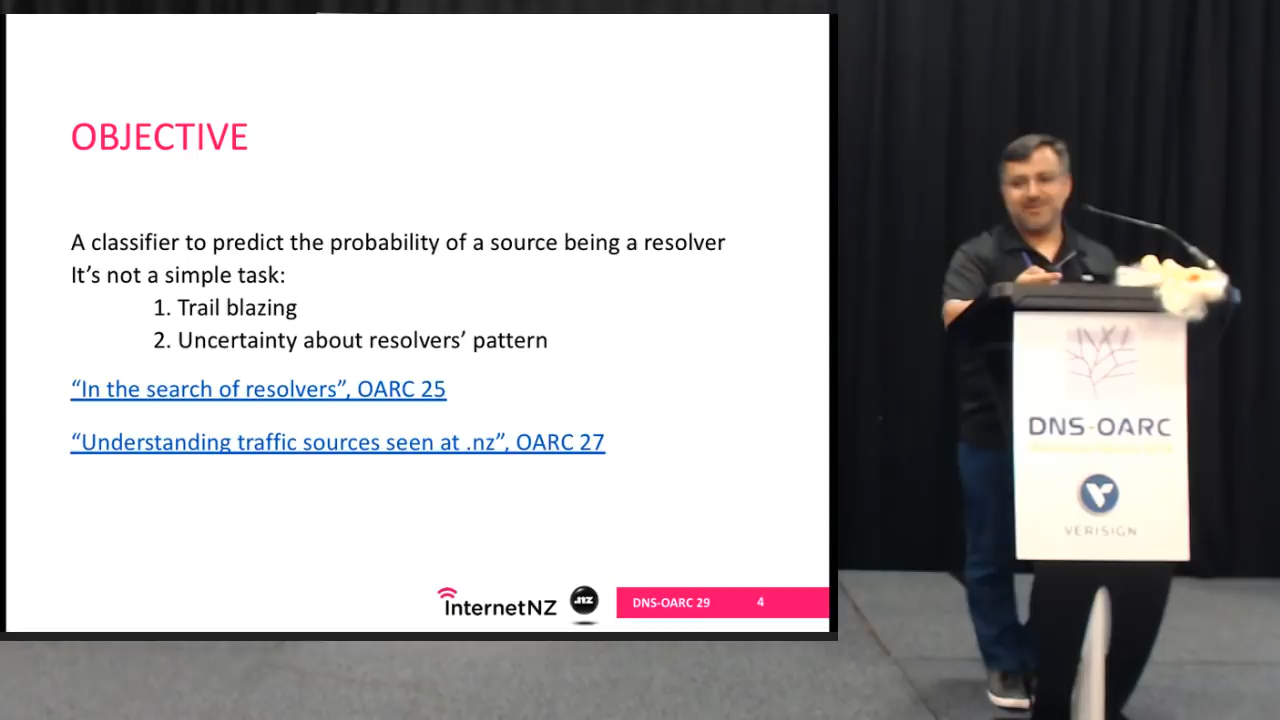 OBJECTIVE
A classifier to predict the probability of a source being a resolver
It’s not a simple task:
1. Trail blazing
2. Uncertainty about resolvers’ pattern
“In the search of resolvers”, OARC 25
“Understanding traffic sources seen at .nz”, OARC 27
InternetNZ
.nz
DNS-OARC 29
4
DNS-OARC
VERISIGN